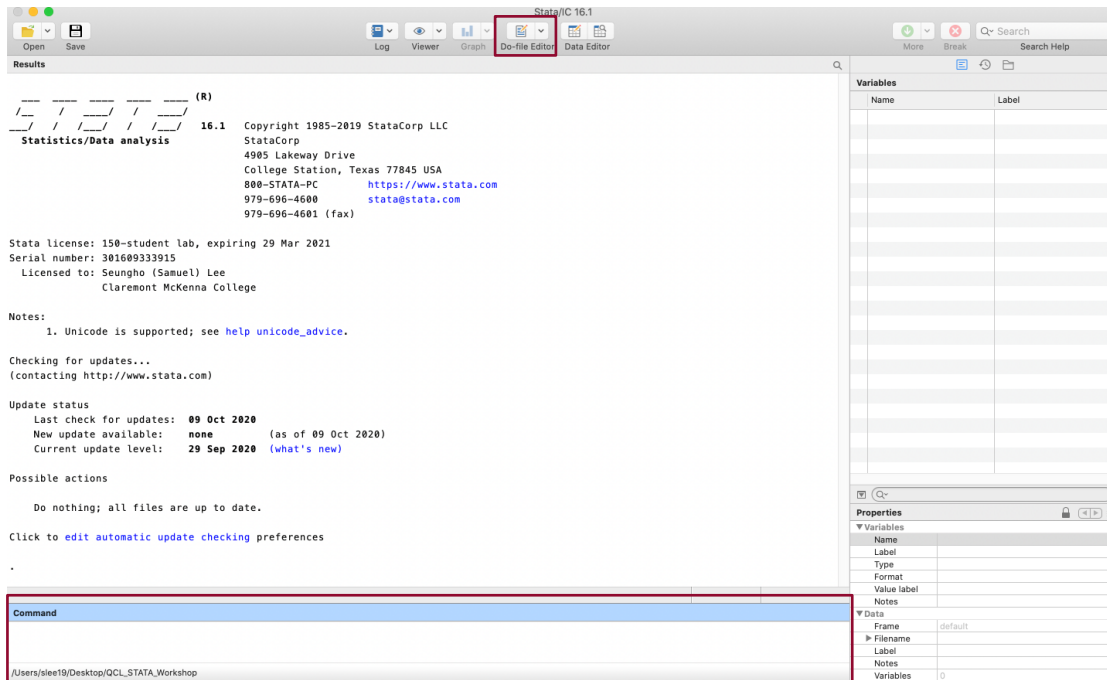 Stata/IC 16.1
Open Save Log Viewer Graph Do-file Editor Data Editor More Break Search Search Help
Results
(R)
16.1 Copyright 1985-2019 StataCorp LLC
Statistics/Data analysis StataCorp
4905 Lakeway Drive
College Station, Texas 77845 USA
800-STATA-PC https://www.stata.com
979-696-4600 stata@stata.com
979-696-4601 (fax)
Stata license: 150-student lab, expiring 29 Mar 2021
Serial number: 301609333915
Licensed to: Seungho (Samuel) Lee
Claremont McKenna College
Notes:
1. Unicode is supported; see help unicode_advice.
Checking for updates...
(contacting http://www.stata.com)
Update status
Last check for updates: 09 Oct 2020
New update available: none (as of 09 Oct 2020)
Current update level: 29 Sep 2020 (what's new)
Possible actions
Do nothing; all files are up to date.
Click to edit automatic update checking preferences
.
Command
/Users/slee19/Desktop/QCL_STATA_Workshop
Variables
Name Label
Properties
Variables
Name
Label
Type
Format
Value label
Notes
Data
Frame default
Filename
Label
Notes
Variables 0